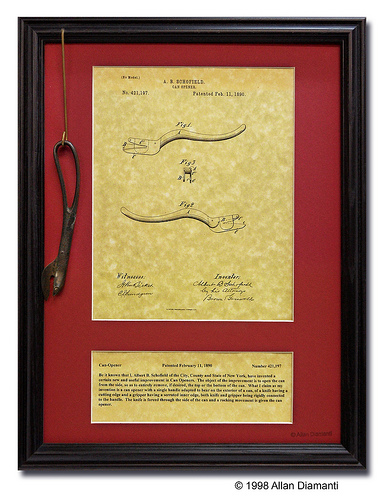 (No Model.)
A. B. SCHOFIELD.
CAN OPENER.
No. 421,197. Patented Feb. 11, 1890.
Fig. 1.
Fig. 3
Fig. 2
Witnesses. Inventor.
Albert B. Schofield
By his Attorney
Can-Opener Patented February 11, 1890 Number 421,197
Be it known that I, Albert B. Schofield of the City, County and State of New York, have invented a
certain new and useful improvement in Can Openers. The object of the improvement is to open the can
from the side, so as to entirely remove, if desired, the top or the bottom of the can. What I claim as my
invention is a can opener with a single handle adapted to bear on the exterior of a can, of a knife having a
cutting edge and a gripper having a serrated inner edge, both knife and gripper being rigidly connected
to the handle. The knife is forced through the side of the can and a rocking movement is given the can
opener.
© Allan Diamanti
© 1998 Allan Diamanti